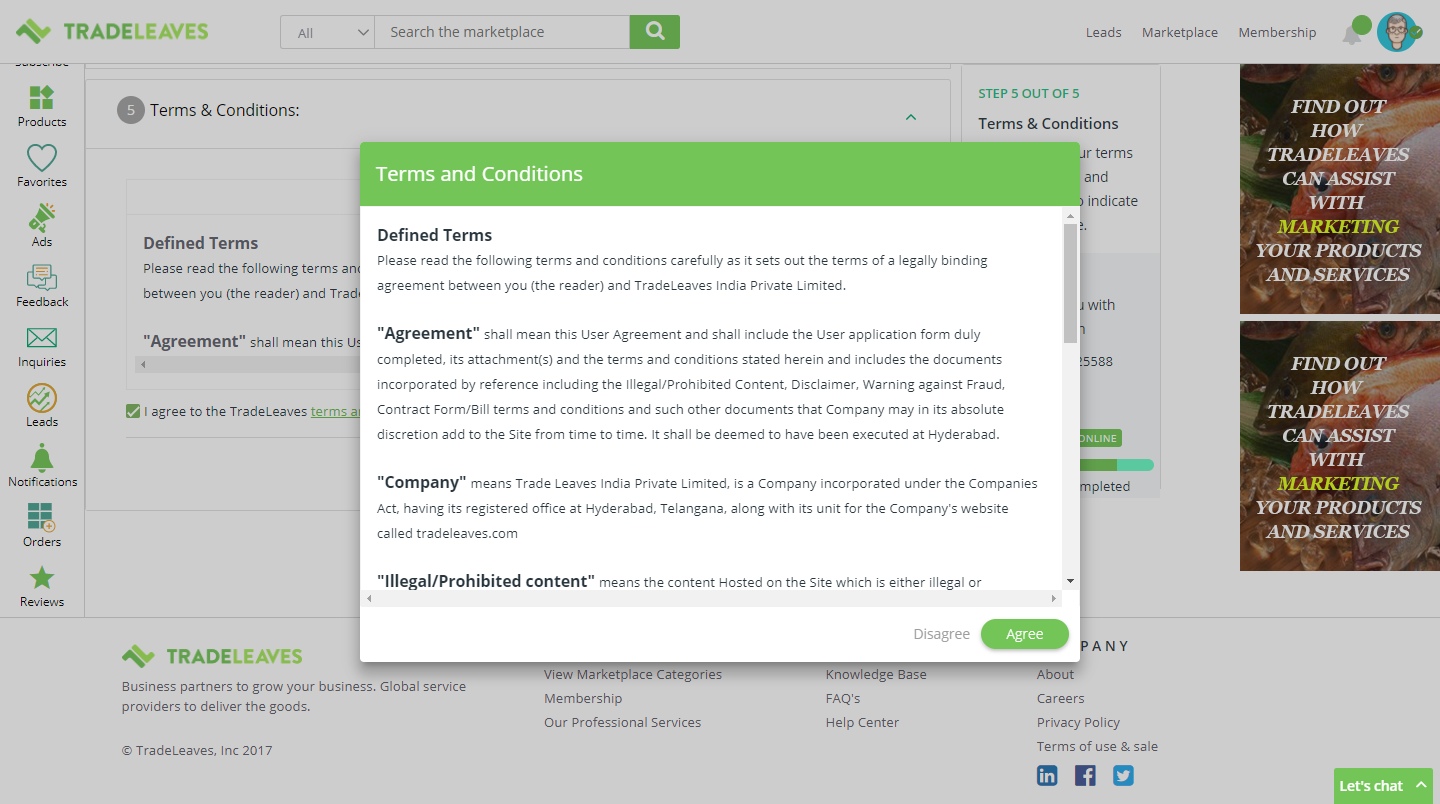 TRADELEAVES
All
Search the marketplace
Leads
Marketplace
Membership
Subscribe
Products
Favorites
Ads
Feedback
Inquiries
Leads
Notifications
Orders
Reviews
5 Terms & Conditions:
Defined Terms
Please read the following terms and
between you (the reader) and
"Agreement" shall mean this
I agree to the TradeLeaves terms
STEP 5 OUT OF 5
Terms & Conditions
terms
and
indicate
with
25588
ONLINE
Terms and Conditions
Defined Terms
Please read the following terms and conditions carefully as it sets out the terms of a legally binding
agreement between you (the reader) and TradeLeaves India Private Limited.
"Agreement" shall mean this User Agreement and shall include the User application form duly
completed, its attachment(s) and the terms and conditions stated herein and includes the documents
incorporated by reference including the Illegal/Prohibited Content, Disclaimer, Warning against Fraud,
Contract Form/Bill terms and conditions and such other documents that Company may in its absolute
discretion add to the Site from time to time. It shall be deemed to have been executed at Hyderabad.
"Company" means Trade Leaves India Private Limited, is a Company incorporated under the Companies
Act, having its registered office at Hyderabad, Telangana, along with its unit for the Company's website
called tradeleaves.com
"Illegal/Prohibited content" means the content Hosted on the Site which is either illegal or
Disagree
Agree
FIND OUT
HOW
TRADELEAVES
CAN ASSIST
WITH
MARKETING
YOUR PRODUCTS
AND SERVICES
FIND OUT
HOW
TRADELEAVES
CAN ASSIST
WITH
MARKETING
YOUR PRODUCTS
AND SERVICES
TRADELEAVES
Business partners to grow your business. Global service
providers to deliver the goods.
© TradeLeaves, Inc 2017
View Marketplace Categories
Membership
Our Professional Services
Knowledge Base
FAQ's
Help Center
PANY
About
Careers
Privacy Policy
Terms of use & sale
Let's chat